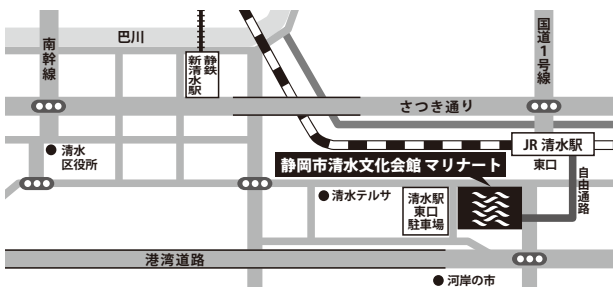 巴川
南幹線
静鉄
新清水駅
国道1号線
さつき通り
JR 清水駅
東口
清水
区役所
静岡市清水文化会館 マリナート
自由通路
清水テルサ
清水駅
東口
駐車場
港湾道路
河岸の市